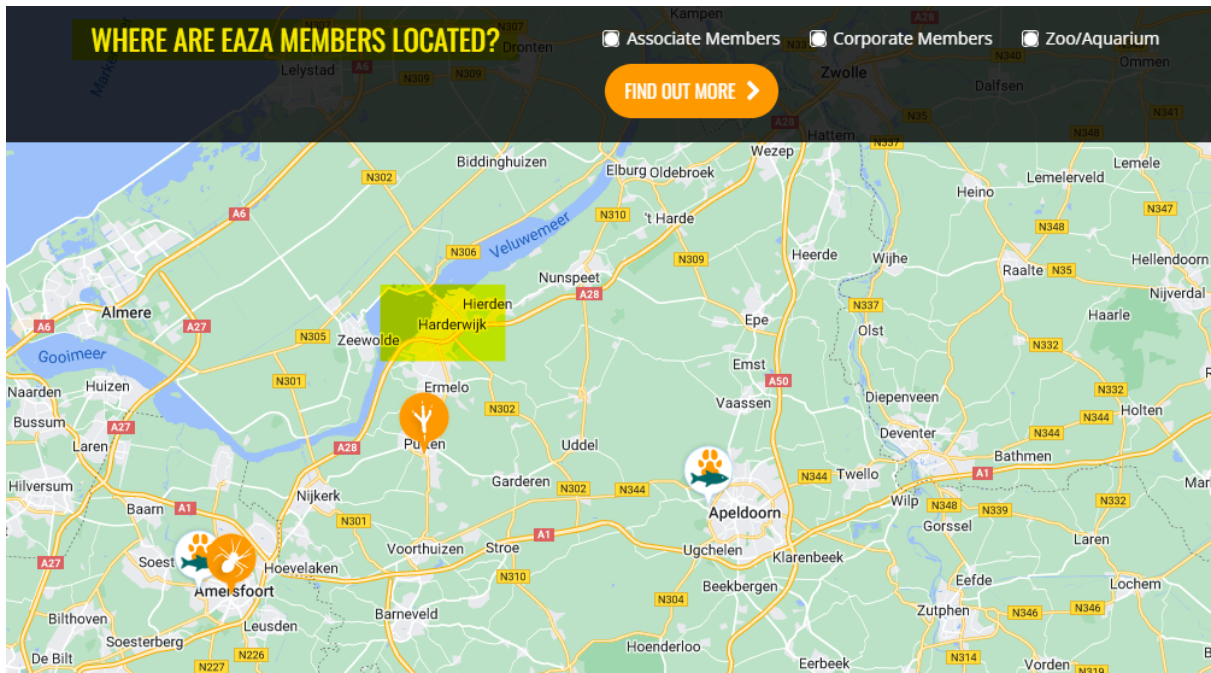 WHERE ARE EAZA MEMBERS LOCATED?
Associate Members
Corporate Members
Zoo/Aquarium
FIND OUT MORE
Kampen
A28
N307
N307
Dronten
N340
Ommen
Lelystad
A6
N309
N309
Zwolle
Dalfsen
N341
A28
Hattem
N337
N348
Wezep
Biddinghuizen
Elburg
Oldebroek
Lemele
Lemelerveld
N302
Heino
A6
N310
't Harde
N347
N348
N306
Veluwemeer
N309
Heerde
Wijhe
Raalte
N35
Hellendoorn
Nunspeet
A28
Nijverdal
Hierden
N337
Almere
Haarle
A6
A27
N305
Zeewolde
Harderwijk
Epe
Olst
N332
Gooimeer
Emst
Naarden
Huizen
N301
Ermelo
A50
N332
N302
Vaassen
Diepenveen
N344
Holten
Bussum
A27
Deventer
N344
Laren
A28
Putten
Uddel
Bathmen
A1
Hilversum
Nijkerk
Garderen
N302
N344
N344
Twello
Baarn
A1
N301
Apeldoorn
Wilp
N348
N339
N332
Gorssel
A1
Laren
Soest
Voorthuizen
Stroe
Ugchelen
Klarenbeek
A27
Hoevelaken
N310
Beekbergen
Eefde
Lochem
Amersfoort
N304
Bilthoven
Barneveld
Zutphen
N346
N346
Leusden
Soesterberg
Hoenderloo
De Bilt
N226
N227
Eerbeek
N314
Vorden
N319